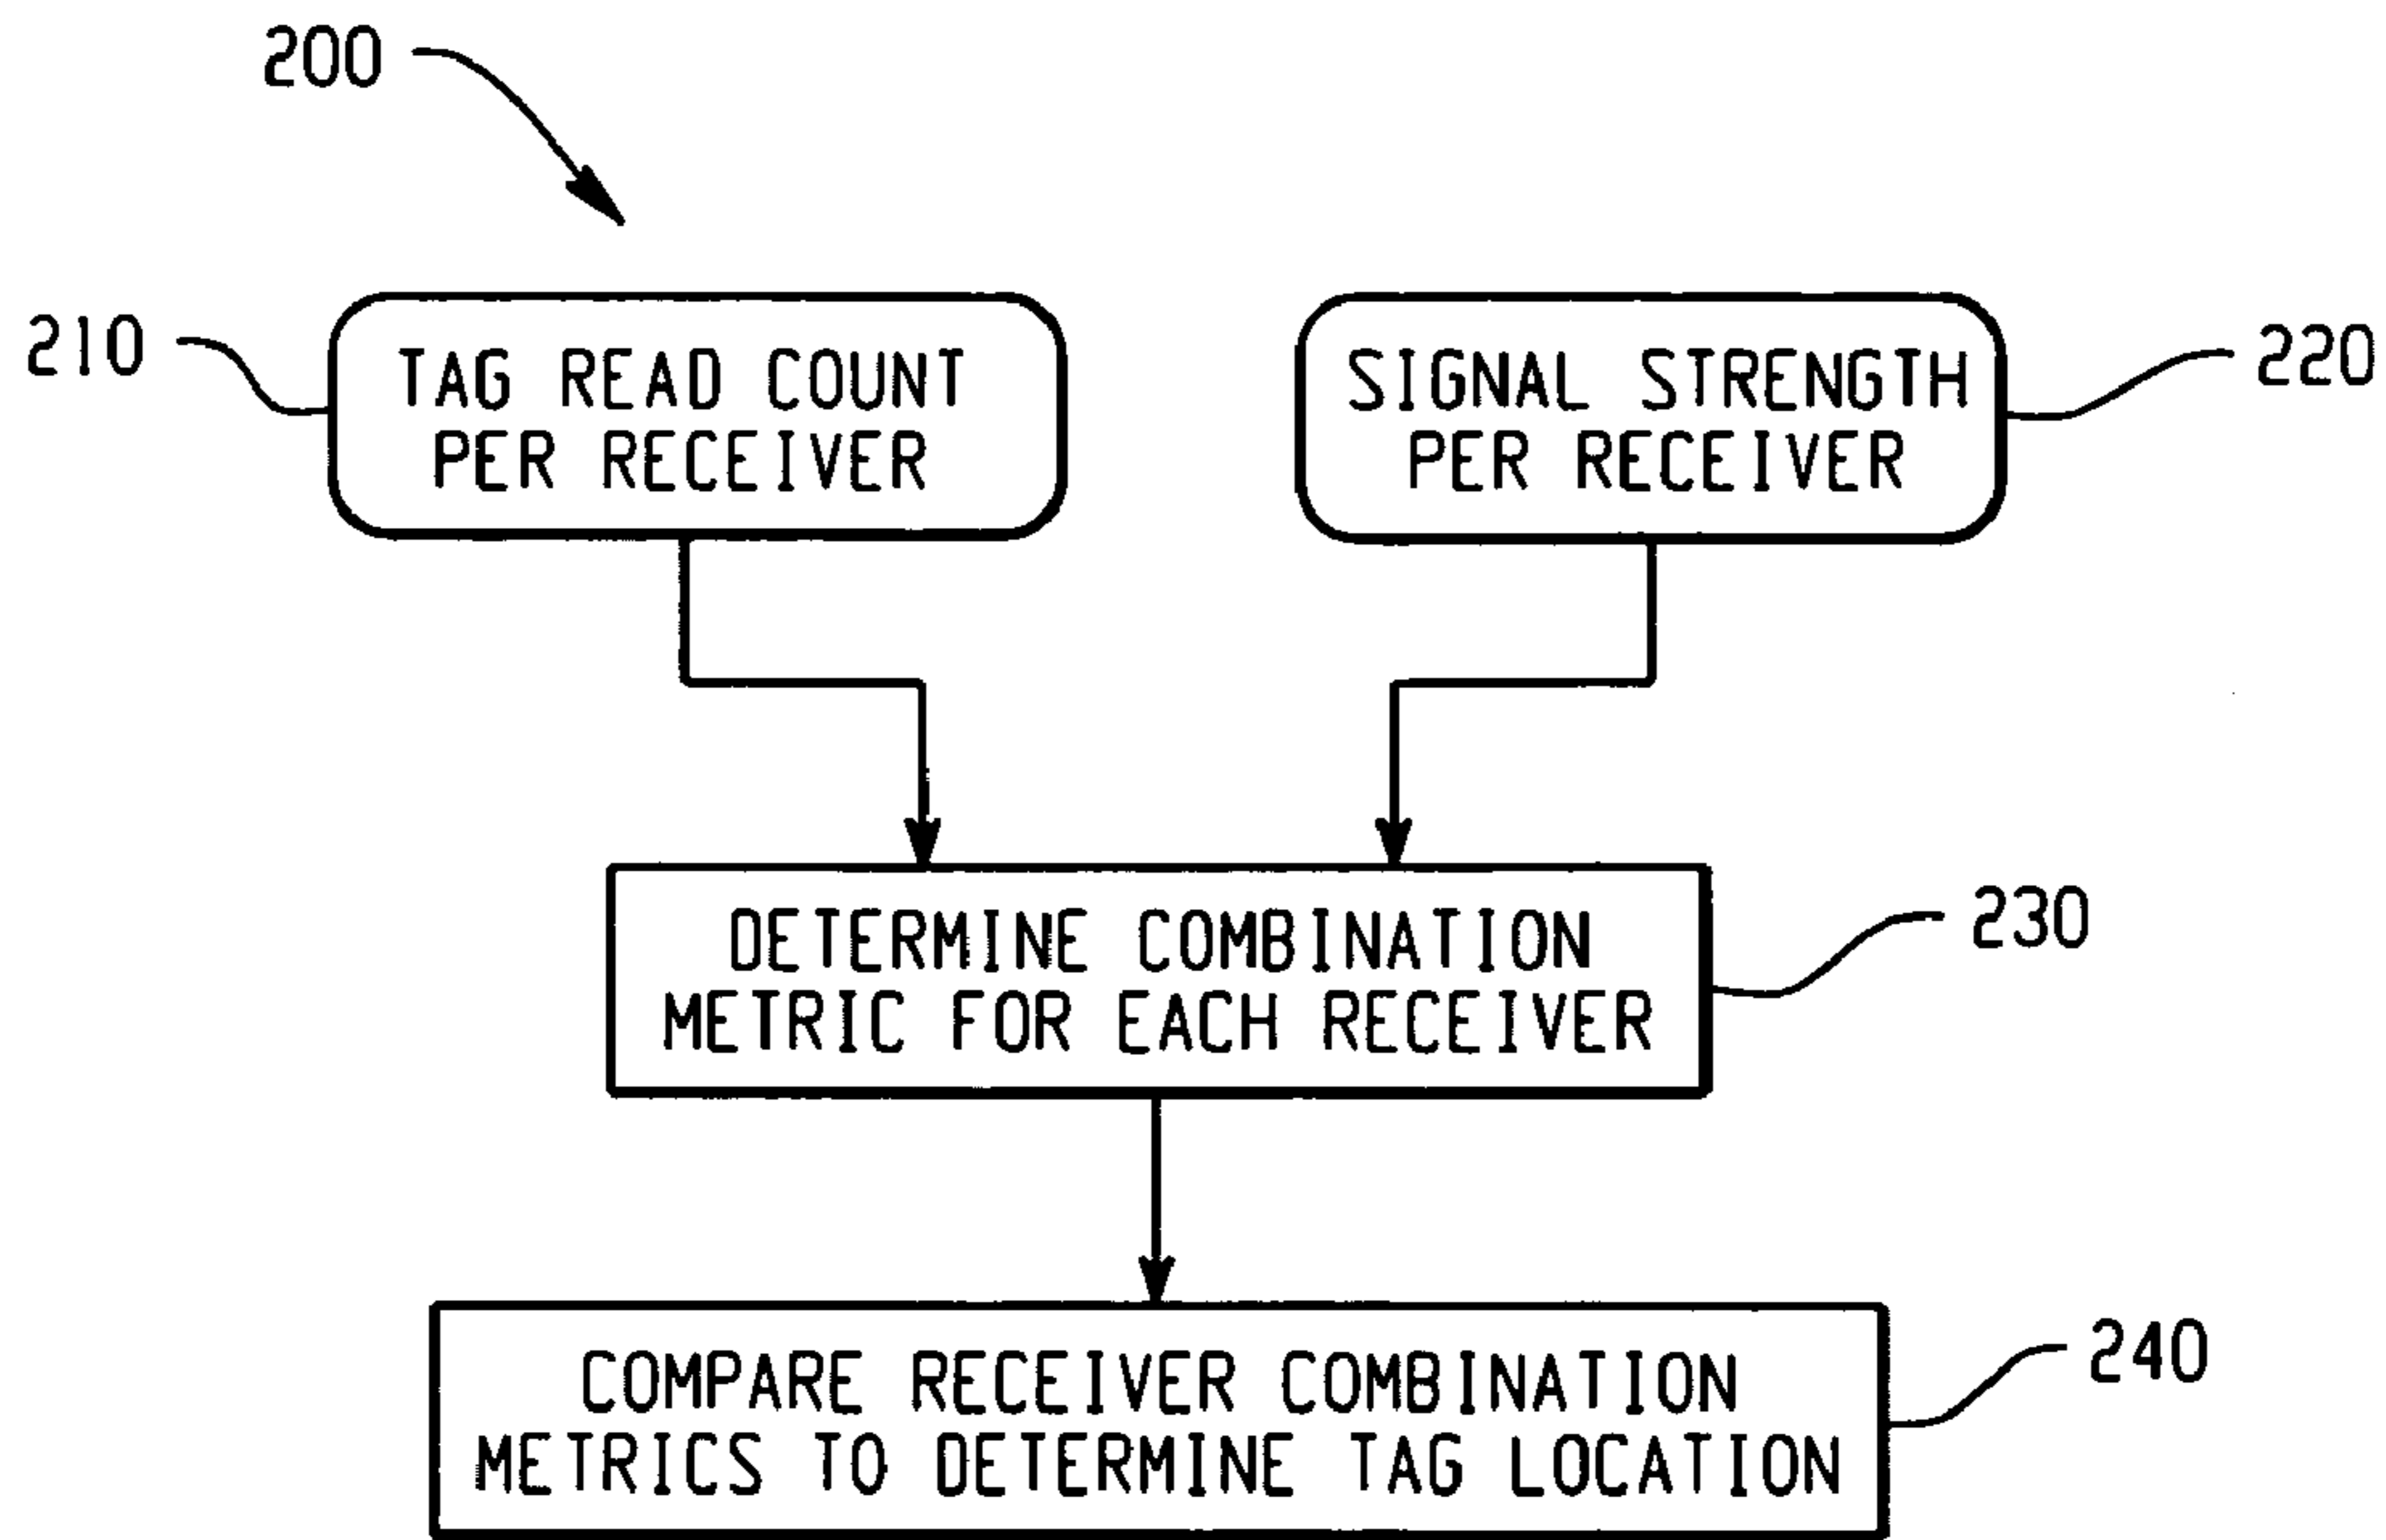 200
210
TAG READ COUNT
PER RECEIVER
SIGNAL STRENGTH
PER RECEIVER
220
DETERMINE COMBINATION
METRIC FOR EACH RECEIVER
230
COMPARE RECEIVER COMBINATION
METRICS TO DETERMINE TAG LOCATION
240